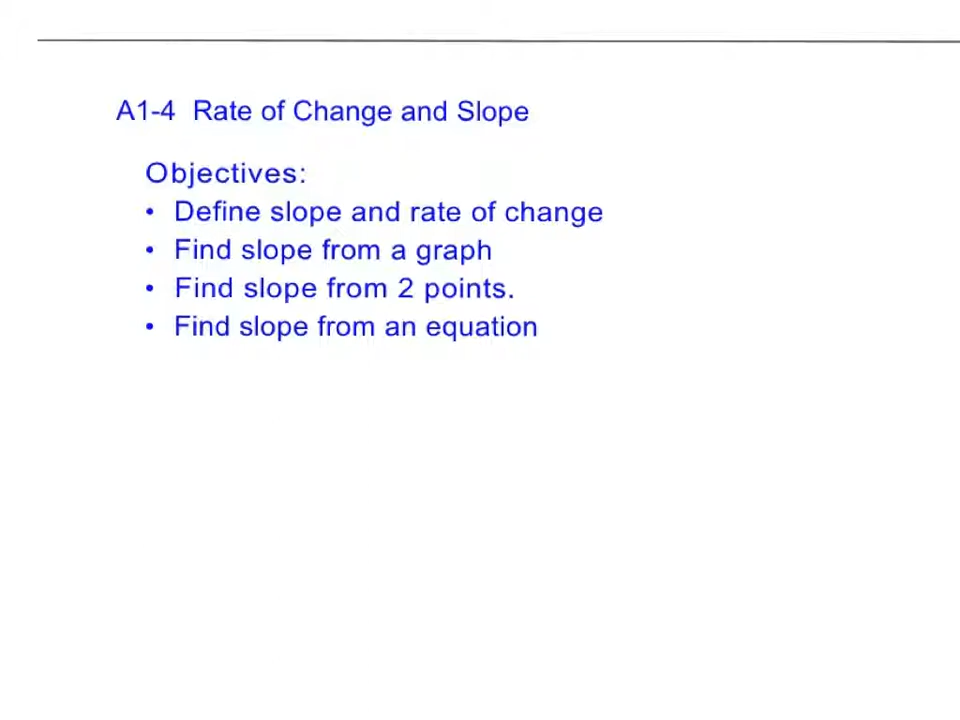 A1-4 Rate of Change and Slope
Objectives:
• Define slope and rate of change
• Find slope from a graph
• Find slope from 2 points.
• Find slope from an equation